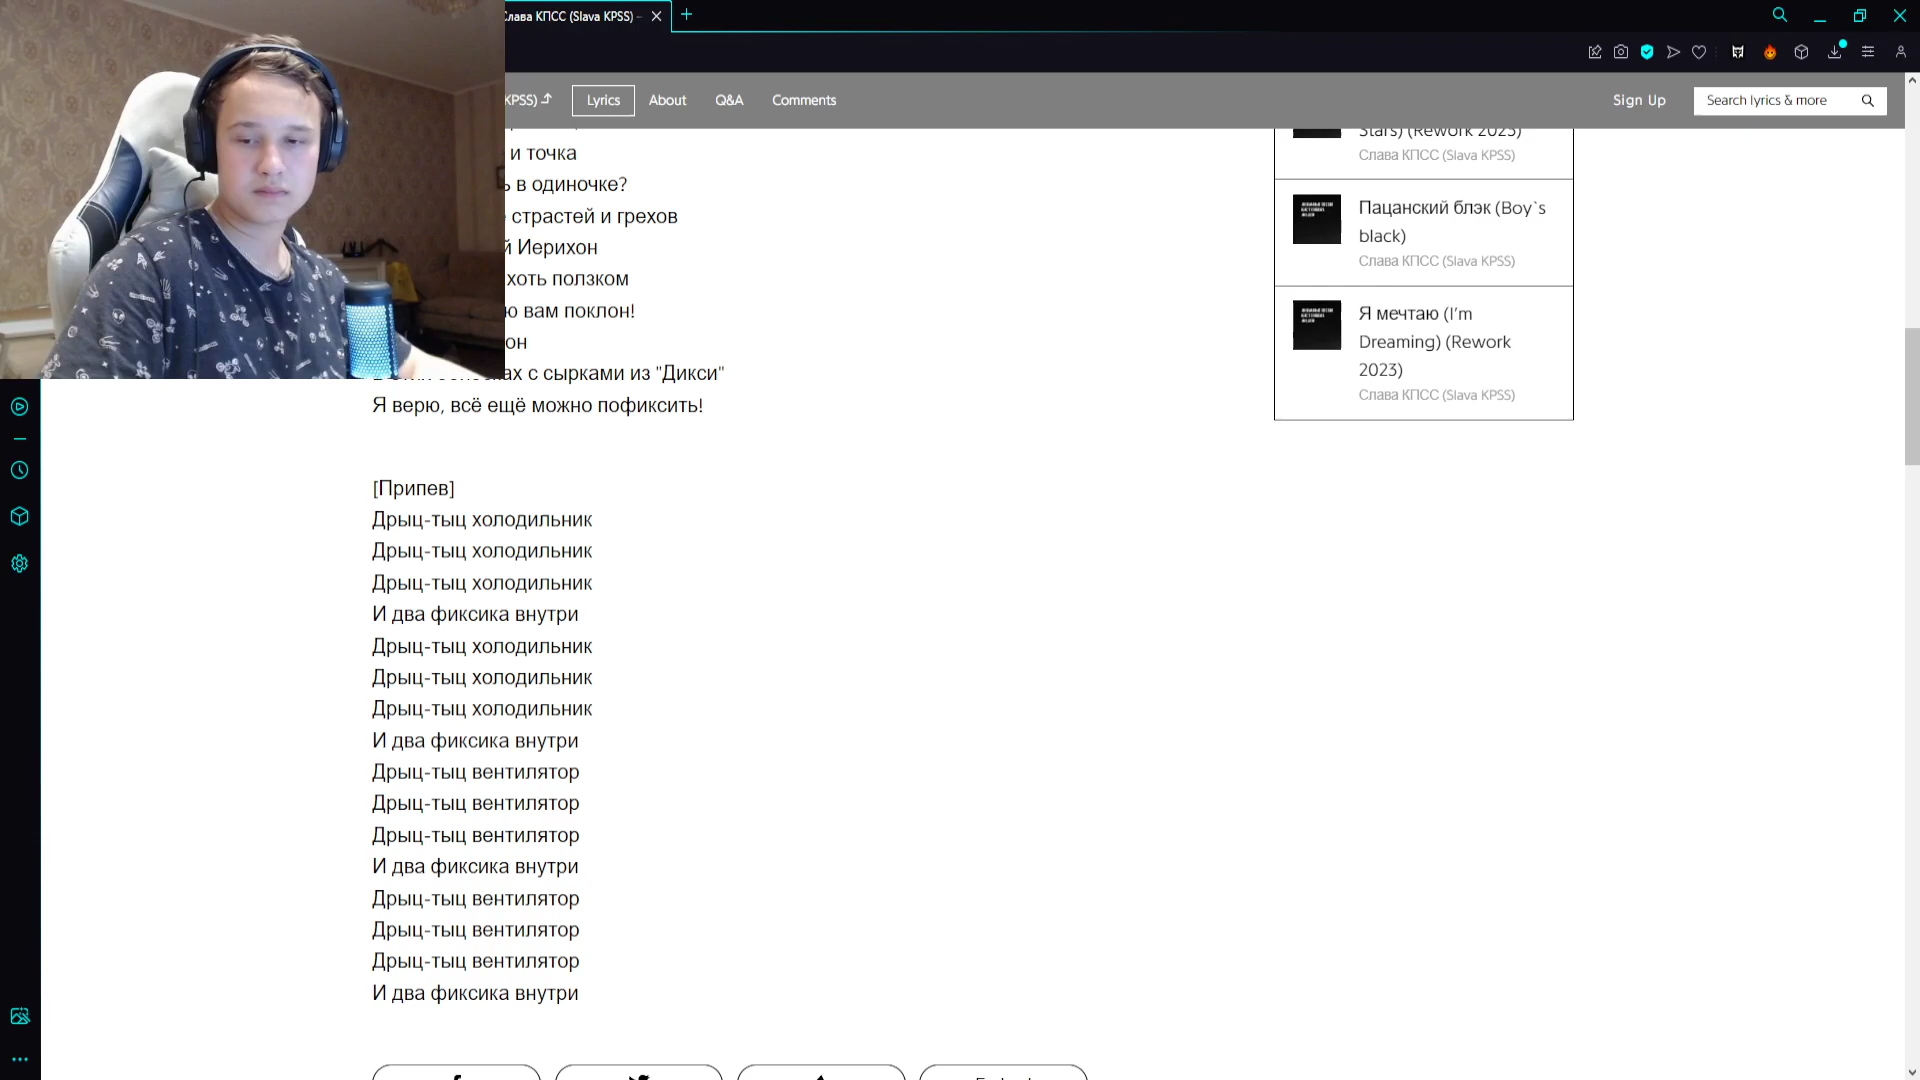 Слава КПСС (Slava KPSS) –
KPSS)
Lyrics
About
Q&A
Comments
Sign Up
Search lyrics & more
и точка
в одиночке?
страстей и грехов
й Иерихон
хоть ползком
ю вам поклон!
он
с сырками из "Дикси"
Я верю, всё ещё можно пофиксить!
[Припев]
Дрыц-тыц холодильник
Дрыц-тыц холодильник
Дрыц-тыц холодильник
И два фиксика внутри
Дрыц-тыц холодильник
Дрыц-тыц холодильник
Дрыц-тыц холодильник
И два фиксика внутри
Дрыц-тыц вентилятор
Дрыц-тыц вентилятор
Дрыц-тыц вентилятор
И два фиксика внутри
Дрыц-тыц вентилятор
Дрыц-тыц вентилятор
Дрыц-тыц вентилятор
И два фиксика внутри
Stars) (Rework 2023)
Слава КПСС (Slava KPSS)
Пацанский блэк (Boy`s
black)
Слава КПСС (Slava KPSS)
Я мечтаю (I'm
Dreaming) (Rework
2023)
Слава КПСС (Slava KPSS)